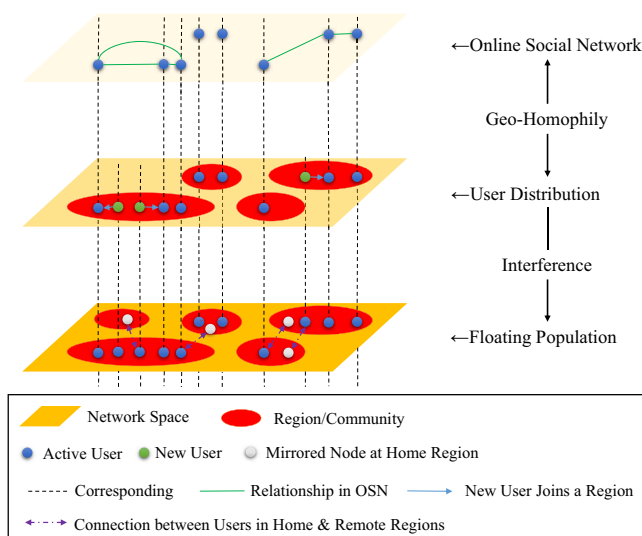 ←Online Social Network
Geo-Homophily
←User Distribution
Interference
←Floating Population
Network Space
Region/Community
Active User
New User
Mirrored Node at Home Region
Corresponding
Relationship in OSN
New User Joins a Region
Connection between Users in Home & Remote Regions